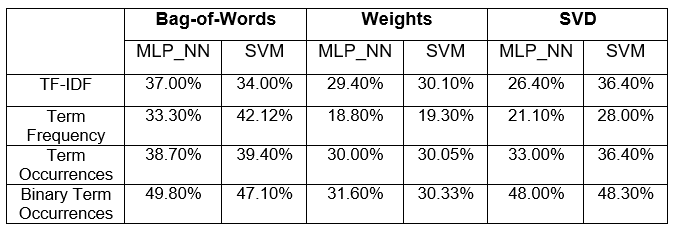 Bag-of-Words Weights SVD
MLP_NN SVM MLP_NN SVM MLP_NN SVM
TF-IDF 37.00% 34.00% 29.40% 30.10% 26.40% 36.40%
Term Frequency 33.30% 42.12% 18.80% 19.30% 21.10% 28.00%
Term Occurrences 38.70% 39.40% 30.00% 30.05% 33.00% 36.40%
Binary Term Occurrences 49.80% 47.10% 31.60% 30.33% 48.00% 48.30%